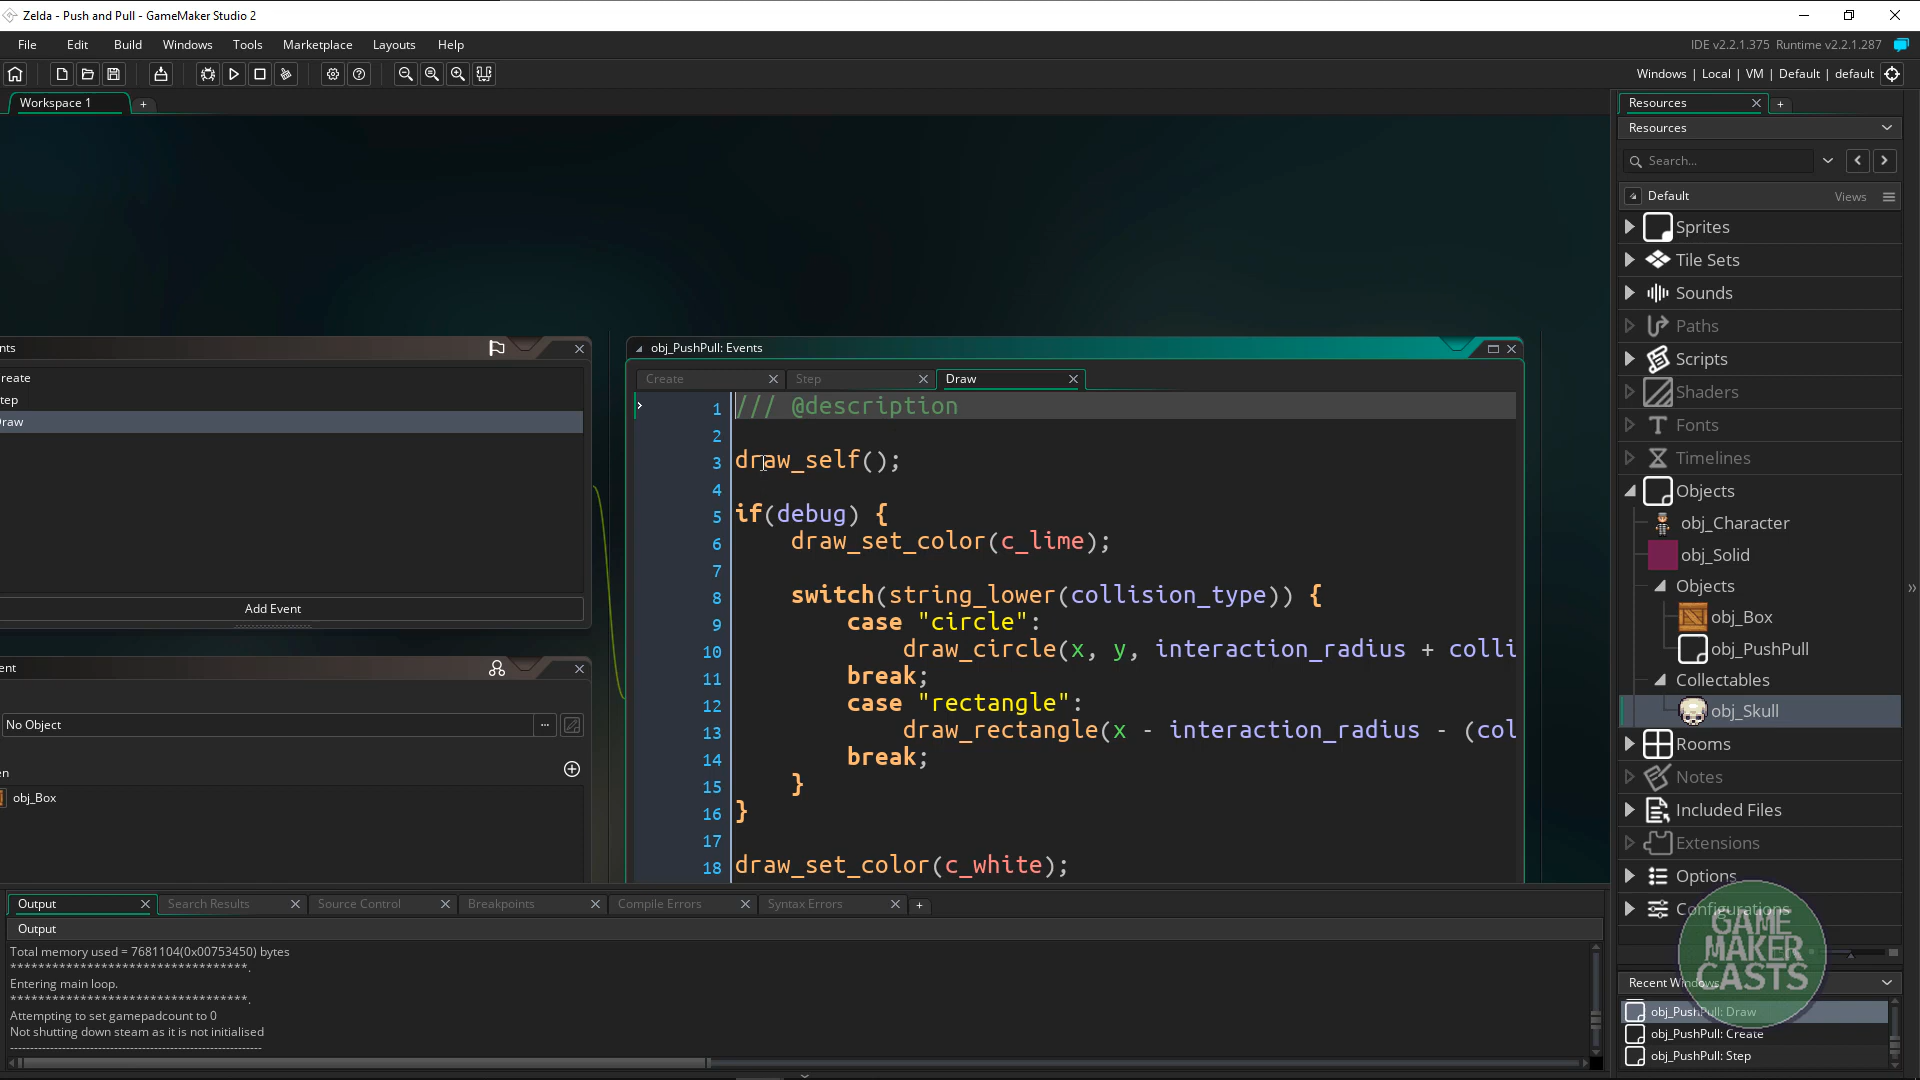 Zelda - Push and Pull - GameMaker Studio 2
File Edit Build Windows Tools Marketplace Layouts Help
IDE v2.2.1.375 Runtime v2.2.1.287
Windows | Local | VM | Default | default
Workspace 1
+
Resources
+
Resources
Search...
Default
Views
Sprites
Tile Sets
Sounds
Paths
Scripts
Shaders
Fonts
Timelines
Objects
obj_Character
obj_Solid
Objects
obj_Box
obj_PushPull
Collectables
obj_Skull
Rooms
Notes
Included Files
Extensions
Options
Configurations
nts
reate
tep
raw
Add Event
ent
No Object
...
en
obj_Box
obj_PushPull: Events
Create Step Draw
1 /// @description
2
3 draw_self();
4
5 if(debug) {
6 draw_set_color(c_lime);
7
8 switch(string_lower(collision_type)) {
9 case "circle":
10 draw_circle(x, y, interaction_radius + colli
11 break;
12 case "rectangle":
13 draw_rectangle(x - interaction_radius - (col
14 break;
15 }
16 }
17
18 draw_set_color(c_white);
Output Search Results Source Control Breakpoints Compile Errors Syntax Errors +
Output
Total memory used = 7681104(0x00753450) bytes
**********************************.
Entering main loop.
**********************************.
Attempting to set gamepadcount to 0
Not shutting down steam as it is not initialised
------------------------------------------------------------
GAME
MAKER
CASTS
Recent Windows
obj_PushPull: Draw
obj_PushPull: Create
obj_PushPull: Step